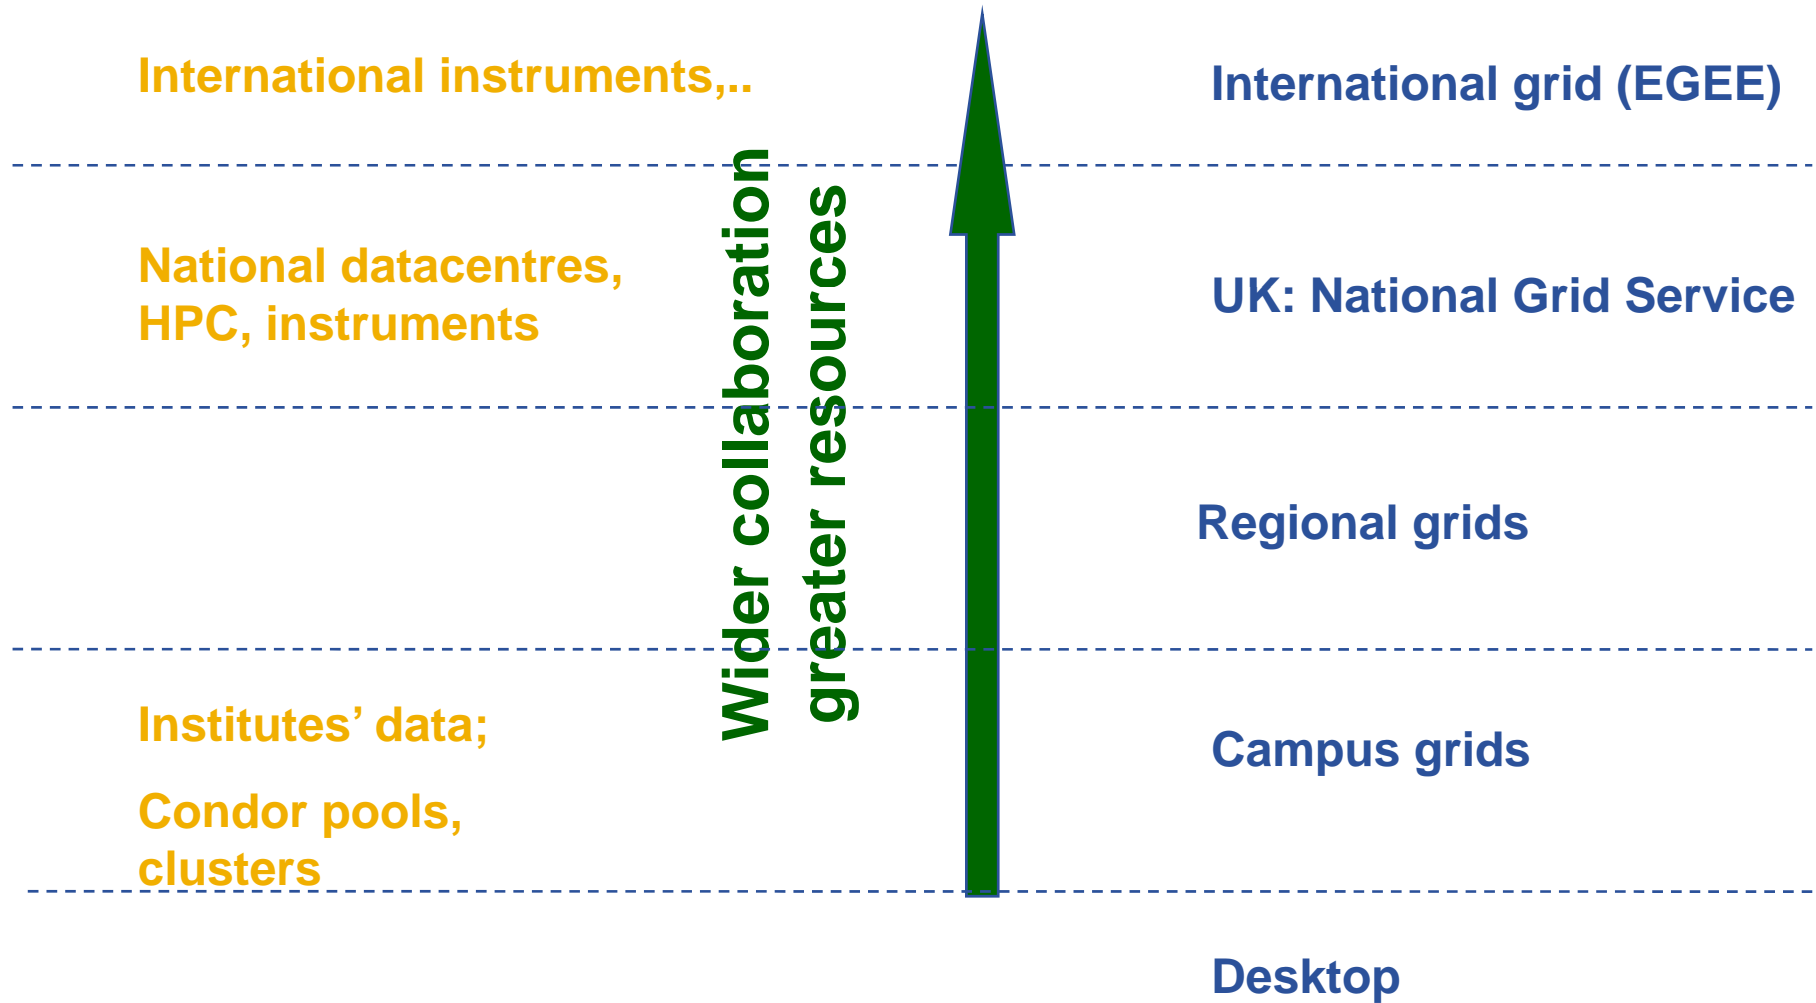 International instruments,..
International grid (EGEE)
Wider collaboration
greater resources
National datacentres,
HPC, instruments
UK: National Grid Service
Regional grids
Institutes’ data;
Condor pools,
clusters
Campus grids
Desktop